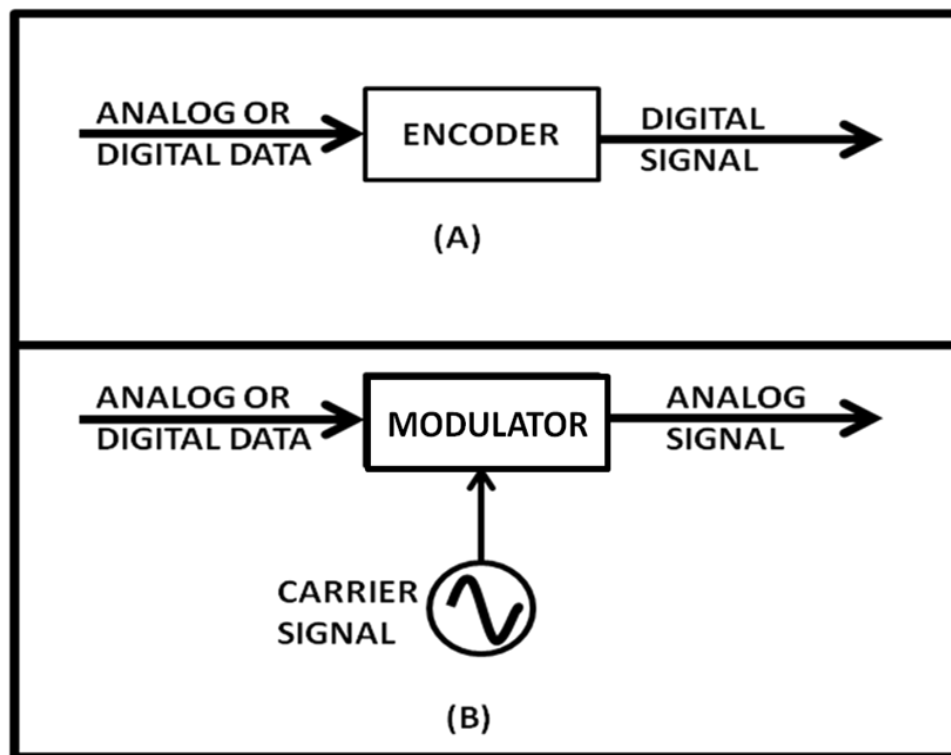 ANALOG OR
DIGITAL DATA
ENCODER
DIGITAL
SIGNAL
(A)
ANALOG OR
DIGITAL DATA
MODULATOR
ANALOG
SIGNAL
CARRIER
SIGNAL
(B)